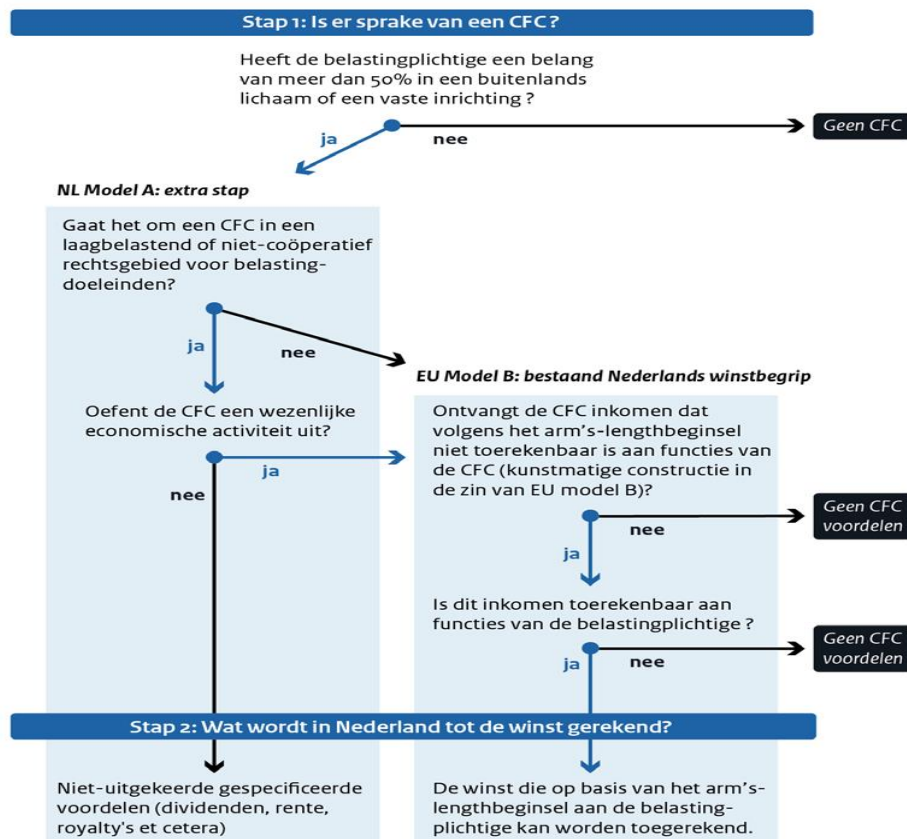 Stap 1: Is er sprake van een CFC?
Heeft de belastingplichtige een belang
van meer dan 50% in een buitenlands
lichaam of een vaste inrichting ?
ja
nee
Geen CFC
NL Model A: extra stap
Gaat het om een CFC in een
laagbelastend of niet-coöperatief
rechtsgebied voor belasting-
doeleinden?
ja
nee
EU Model B: bestaand Nederlands winstbegrip
Oefent de CFC een wezenlijke
economische activiteit uit?
ja
nee
Ontvangt de CFC inkomen dat
volgens het arm's-lengthbeginsel
niet toerekenbaar is aan functies van
de CFC (kunstmatige constructie in
de zin van EU model B)?
nee
Geen CFC
voordelen
ja
Is dit inkomen toerekenbaar aan
functies van de belastingplichtige ?
ja
nee
Geen CFC
voordelen
Stap 2: Wat wordt in Nederland tot de winst gerekend?
Niet-uitgekeerde gespecificeerde
voordelen (dividenden, rente,
royalty's et cetera)
De winst die op basis van het arm's-
lengthbeginsel aan de belasting-
plichtige kan worden toegerekend.